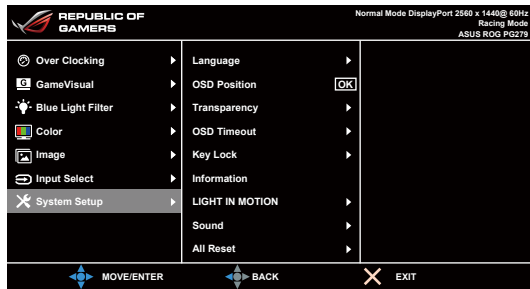 REPUBLIC OF
GAMERS
Normal Mode DisplayPort 2560 x 1440@ 60Hz
Racing Mode
ASUS ROG PG279
Over Clocking
GameVisual
Blue Light Filter
Color
Image
Input Select
System Setup
Language
OSD Position OK
Transparency
OSD Timeout
Key Lock
Information
LIGHT IN MOTION
Sound
All Reset
MOVE/ENTER BACK EXIT